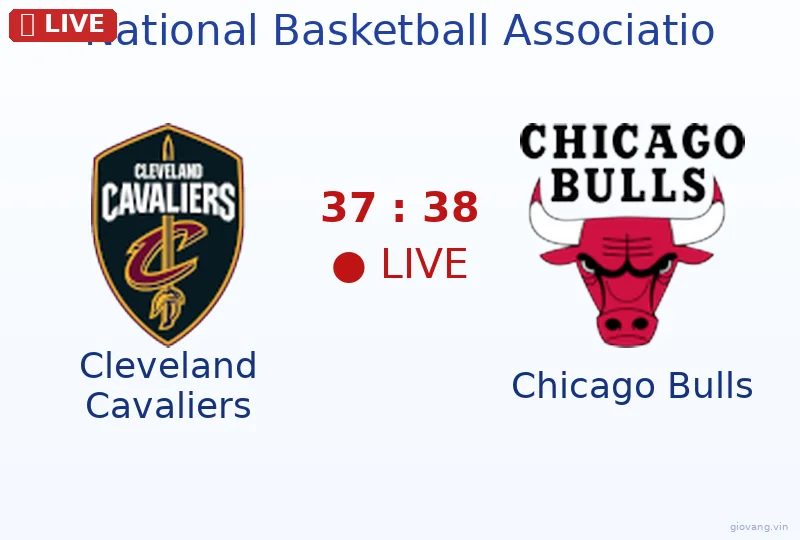 LIVE
National Basketball Associatio
CLEVELAND
CAVALIERS
C
CHICAGO
BULLS
37 : 38
● LIVE
Cleveland
Cavaliers
Chicago Bulls
giovang.vin